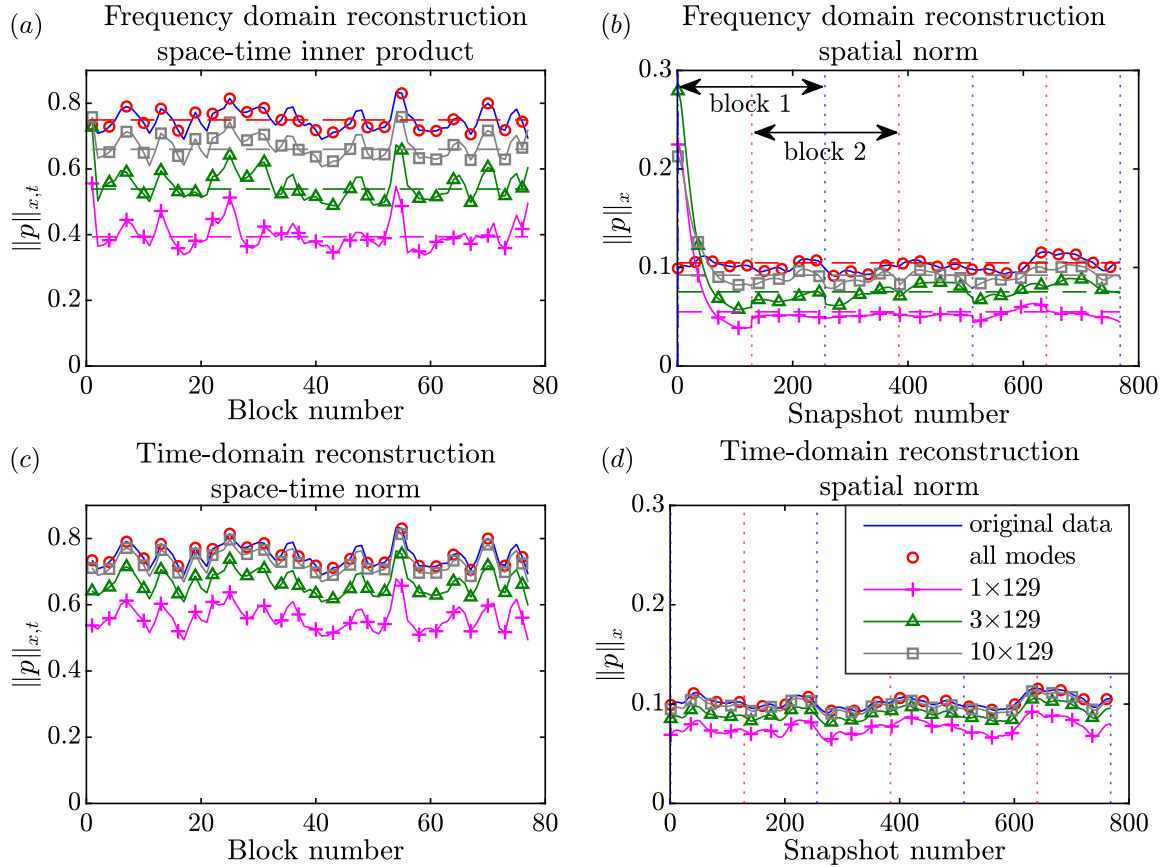 (a)
Frequency domain reconstruction
space-time inner product
||p||x,t
0.8
0.6
0.4
0.2
0
0 20 40 60 80
Block number
(b)
Frequency domain reconstruction
spatial norm
||p||x
0.3
0.2
0.1
0
block 1
block 2
0 200 400 600 800
Snapshot number
(c)
Time-domain reconstruction
space-time norm
||p||x,t
0.8
0.6
0.4
0.2
0
0 20 40 60 80
Block number
(d)
Time-domain reconstruction
spatial norm
||p||x
0.3
0.2
0.1
0
original data
all modes
1×129
3×129
10×129
0 200 400 600 800
Snapshot number